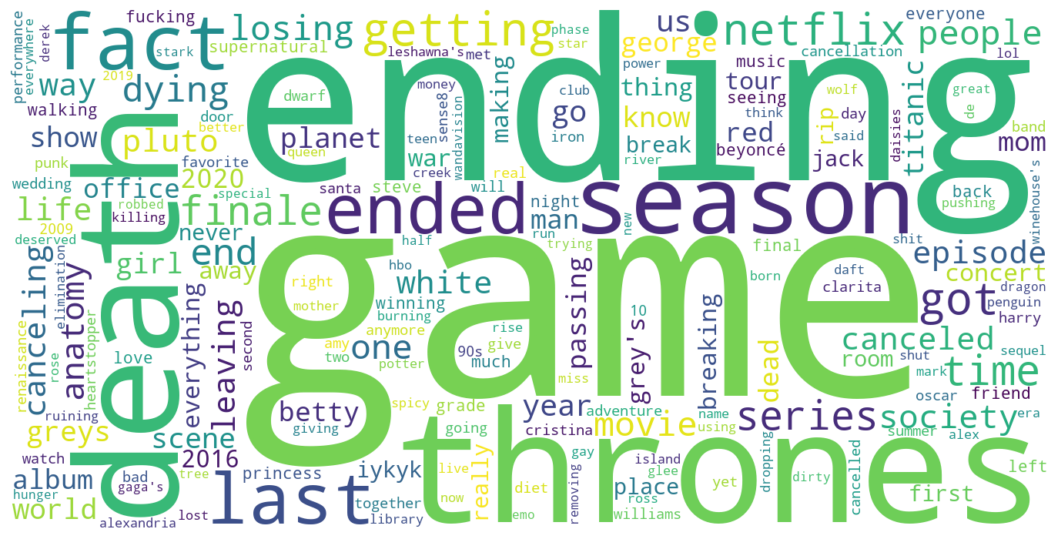 performance
everywhere
derek
fucking
stark
fact
losing
supernatural
getting
leshawna's
met
phase
star
us
george
power
netflix
cancellation
everyone
people
lol
2019
way
walking
dying
door
better
dwarf
queen
money
club
iron
go
making
thing
know
music
tour
seeing
beyoncé
think
rip
wolf
day
said
jack
titanic
daisies
great
de
band
mom
show
pluto
planet
teen
creek
sense8
wandavision
war
real
break
river
red
back
pushing
winehouse's
punk
favorite
wedding
office
2020
special
robbed
killing
santa
steve
will
night
man
run
new
ending
season
ended
life
finale
2009
deserved
girl
never
end
away
half
trying
final
shit
episode
concert
elimination
death
right
hbo
white
mother
winning
burning
born
daft
clarita
got
dragon
penguin
harry
canceling
anatomy
everything
leaving
second
anymore
one
amy
two
potter
90s
rise
give
much
passing
miss
10
grey's
breaking
dead
game
canceled
room
shut
mark
time
sequel
renaissance
rose
heartstopper
love
ruining
greys
betty
giving
spicy
grade
going
year
adventure
cristina
movie
name
using
series
oscar
society
friend
era
summer
alex
scene
watch
2016
album
bad
tree
gaga's
hunger
world
alexandria
lost
princess
last
iykyk
together
library
live
now
really
diet
emo
thrones
removing
gay
island
glee
place
ross
williams
yet
dropping
dirty
cancelled
first
left